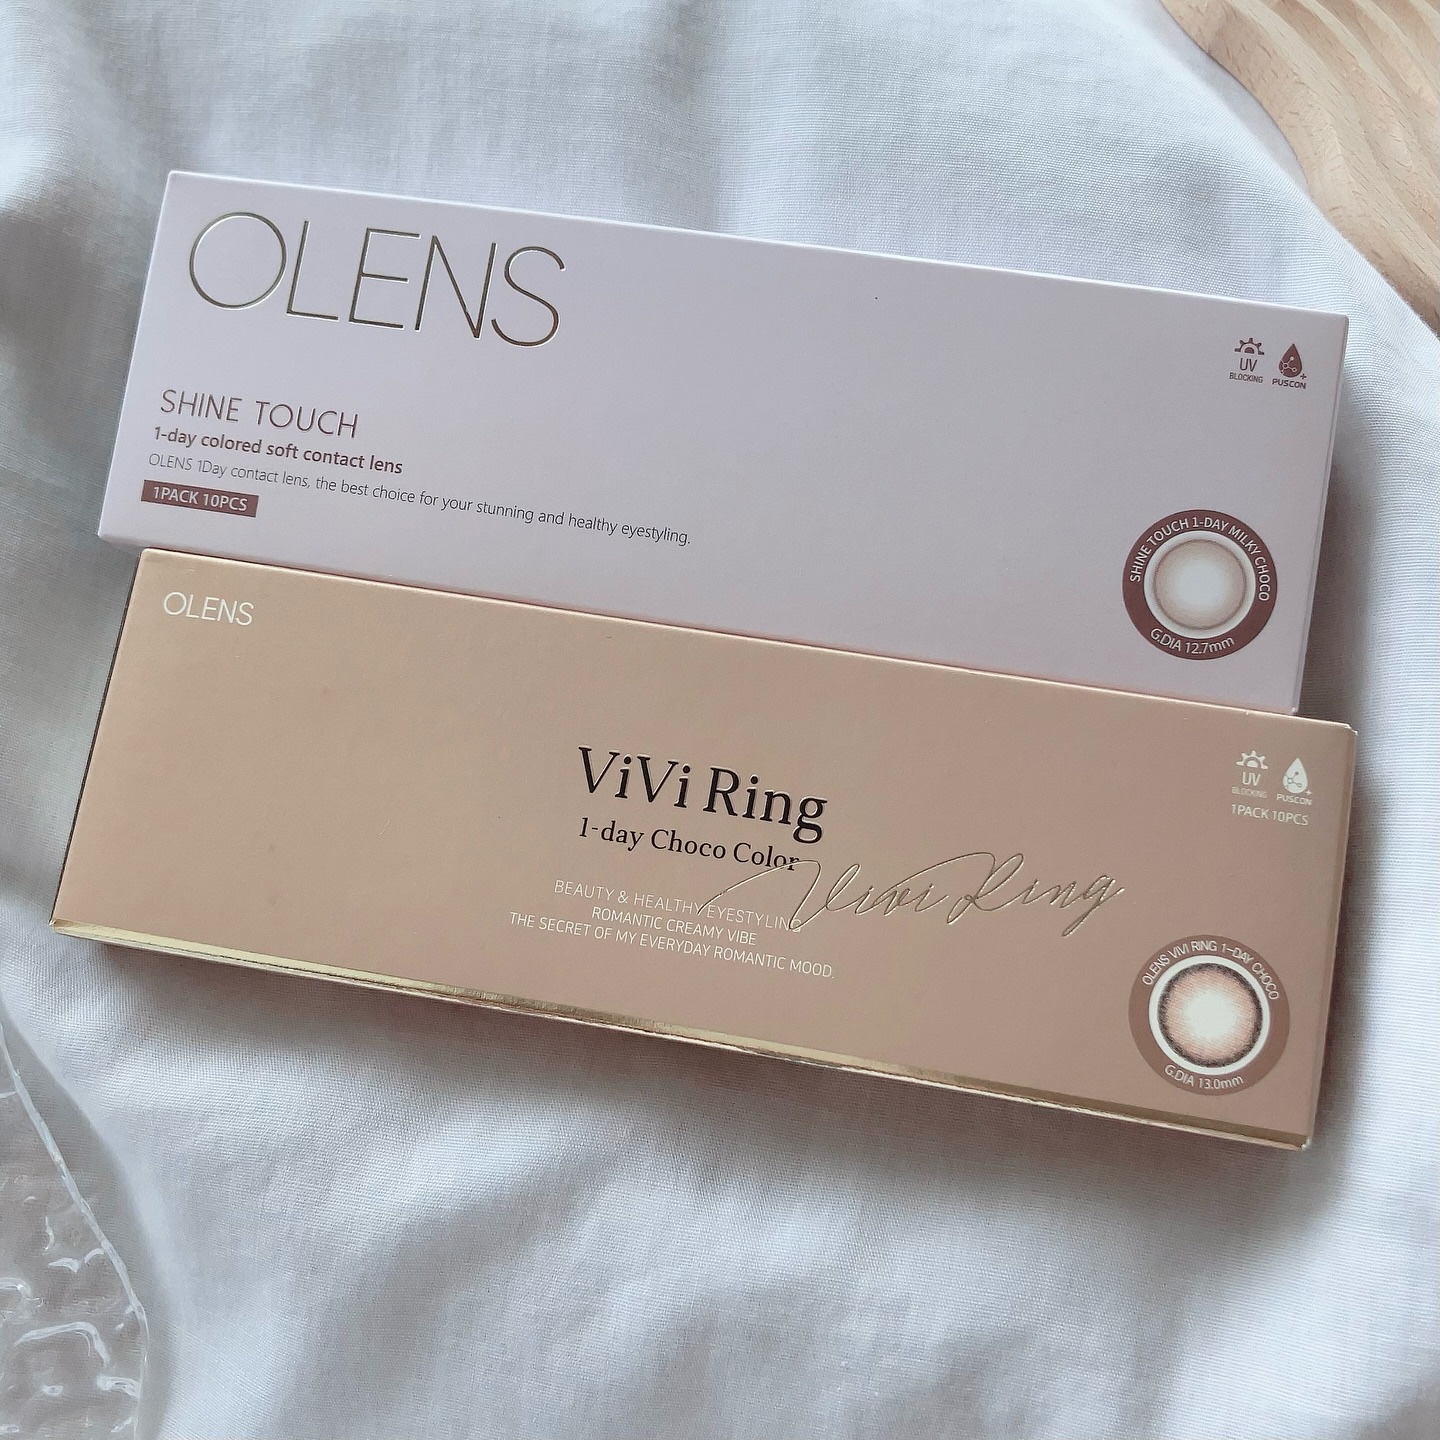 OLENS
SHINE TOUCH
1-day colored soft contact lens
OLENS 1Day contact lens, the best choice for your stunning and healthy eyestyling.
1PACK 10PCS
UV
BLOCKING
PUSCON
SHINE TOUCH 1-DAY MILKY CHOCO
G.DIA 12.7mm
OLENS
ViVi Ring
1-day Choco Color
Vivi Ring
BEAUTY & HEALTHY EYESTYLING
ROMANTIC CREAMY VIBE
THE SECRET OF MY EVERYDAY ROMANTIC MOOD.
UV
BLOCKING
PUSCON
1PACK 10PCS
OLENS VIVI RING 1-DAY CHOCO
G.DIA 13.0mm